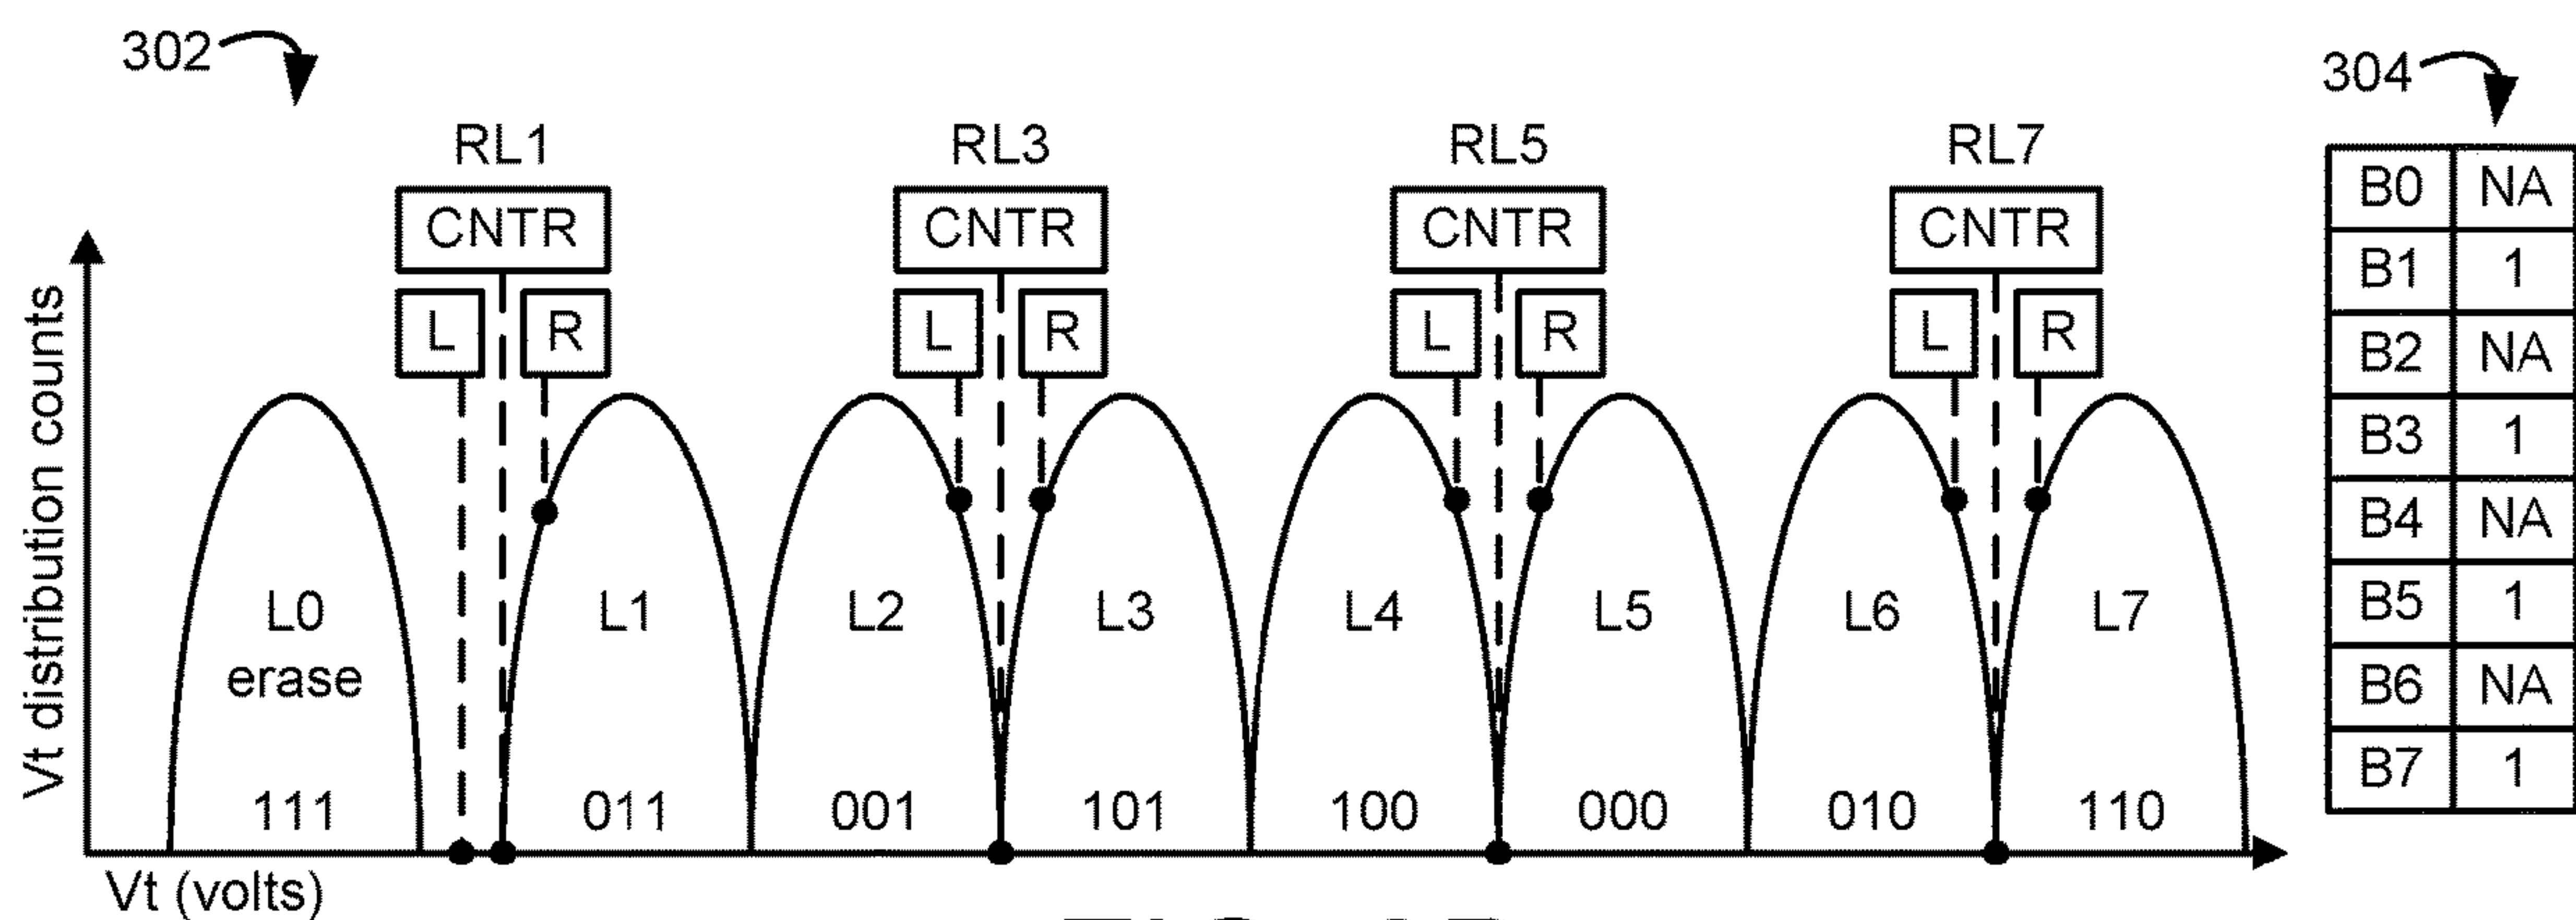 302
304
RL1 RL3 RL5 RL7
CNTR CNTR CNTR CNTR
L R L R L R L R
Vt distribution counts
L0 L1 L2 L3 L4 L5 L6 L7
erase
111 011 001 101 100 000 010 110
Vt (volts)
B0 NA
B1 1
B2 NA
B3 1
B4 NA
B5 1
B6 NA
B7 1